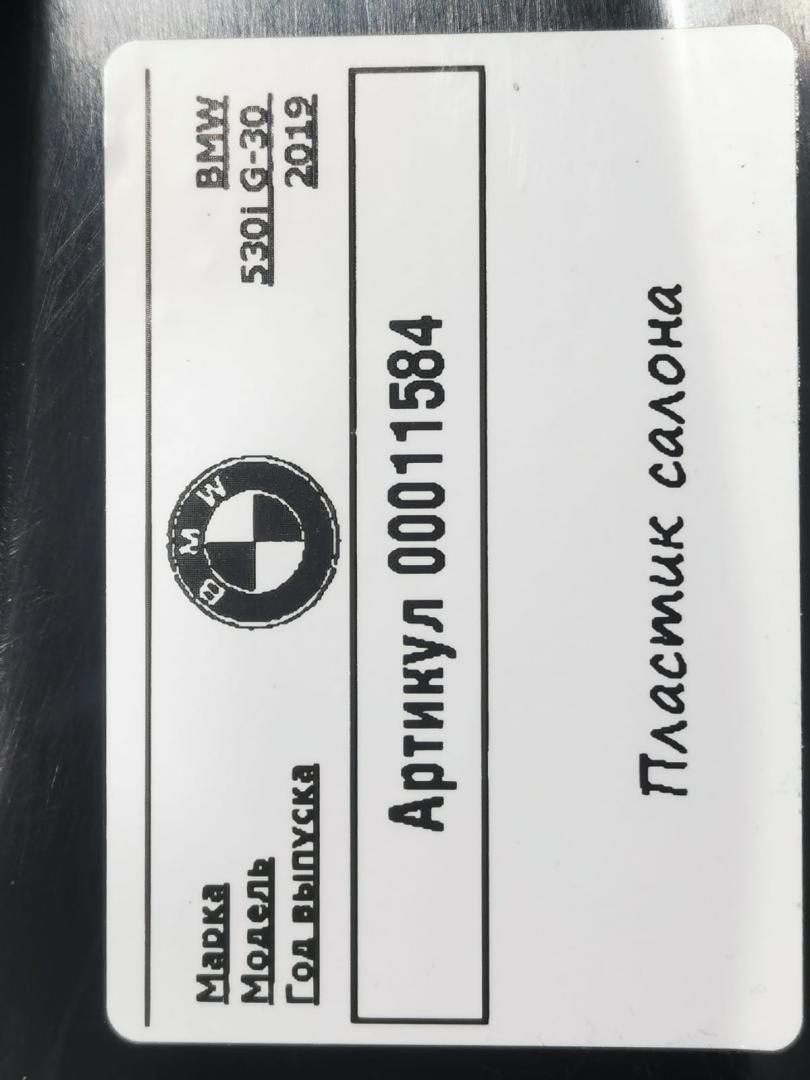 Марка BMW
Модель 530i G-30
Год выпуска 2019
BMW
Артикул 00011584
Пластик салона